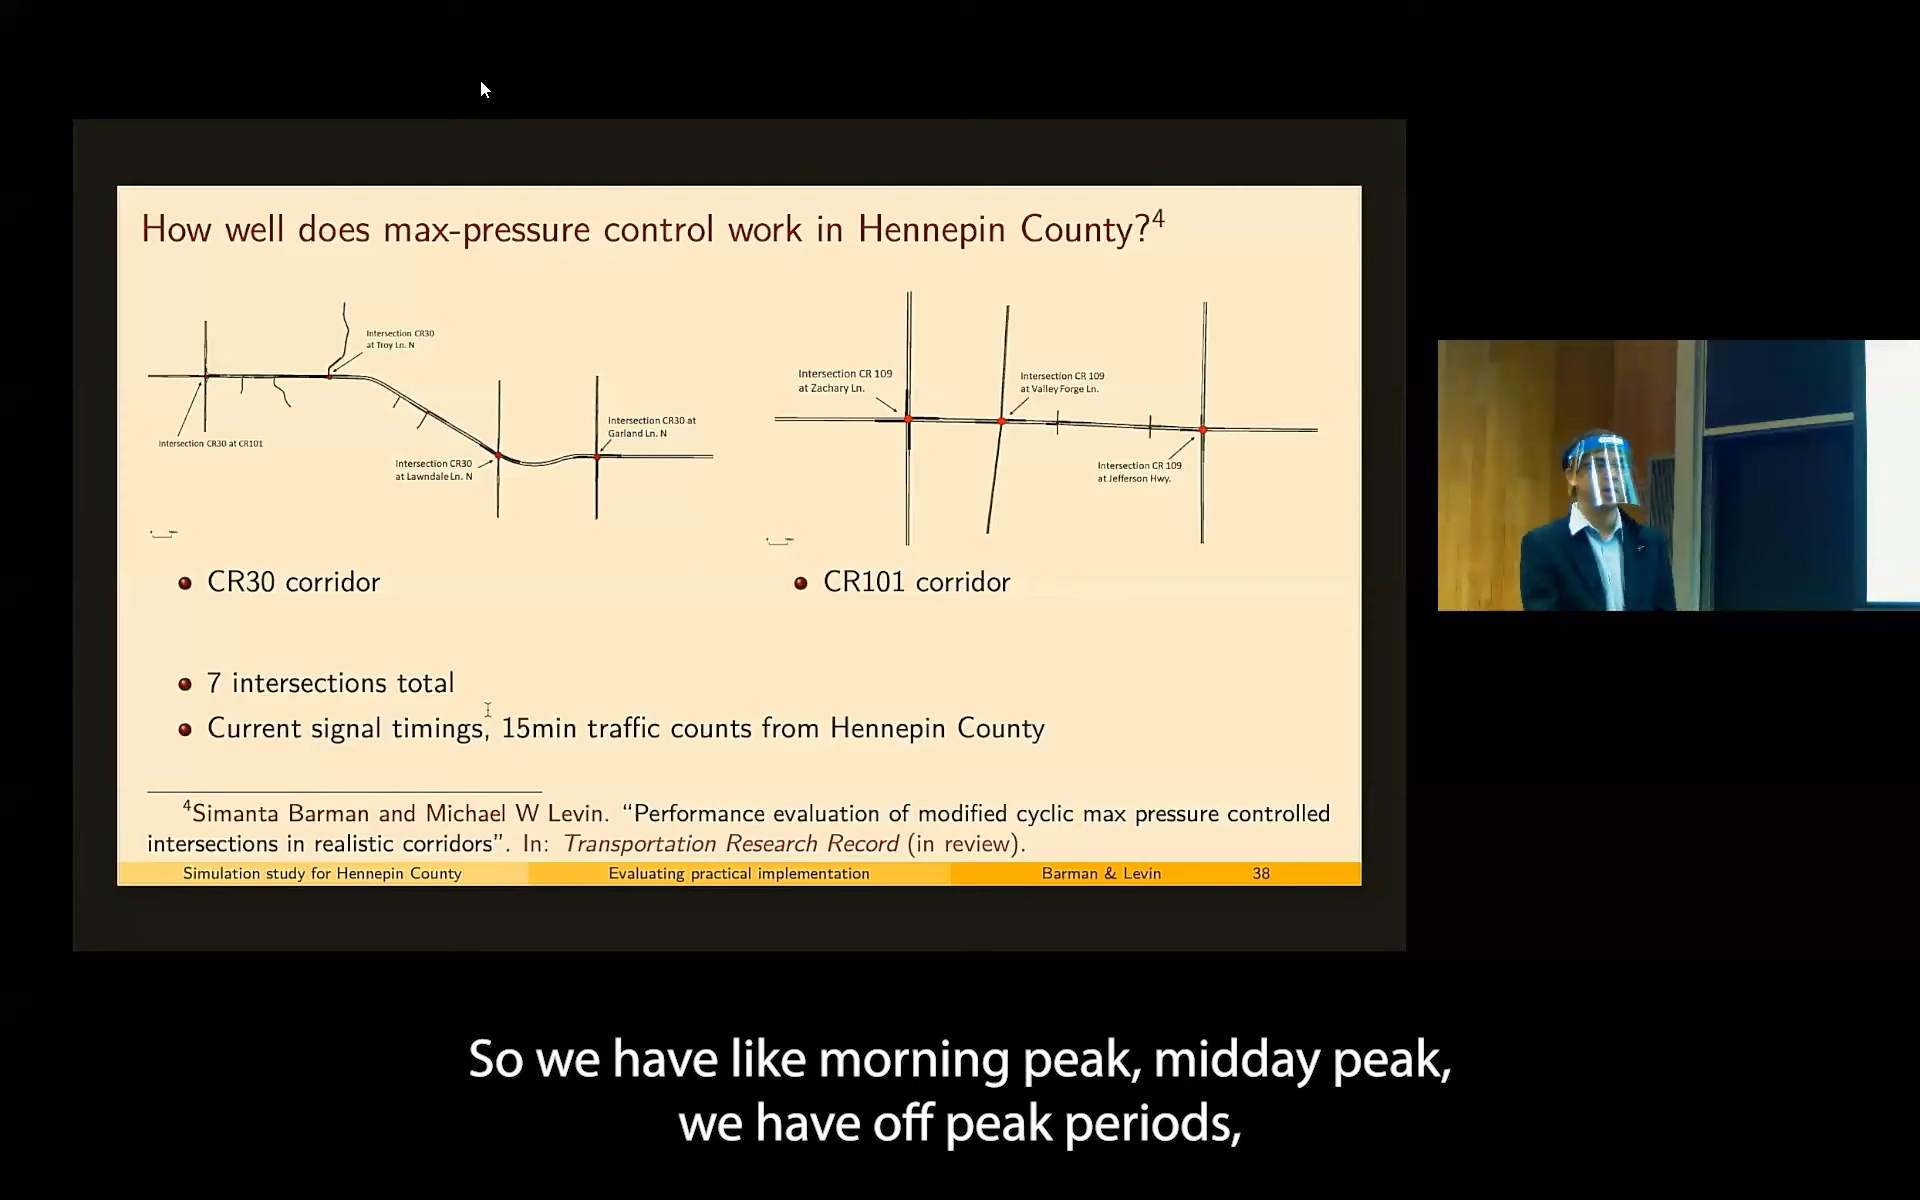 How well does max-pressure control work in Hennepin County?4
Intersection CR30
at Troy Ln. N
Intersection CR30 at CR101
Intersection CR30
at Lawndale Ln. N
Intersection CR30 at
Garland Ln. N
Intersection CR 109
at Zachary Ln.
Intersection CR 109
at Valley Forge Ln.
Intersection CR 109
at Jefferson Hwy.
CR30 corridor
CR101 corridor
7 intersections total
Current signal timings, 15min traffic counts from Hennepin County
4Simanta Barman and Michael W Levin. “Performance evaluation of modified cyclic max pressure controlled
intersections in realistic corridors”. In: Transportation Research Record (in review).
Simulation study for Hennepin County
Evaluating practical implementation
Barman & Levin
38
So we have like morning peak, midday peak,
we have off peak periods,